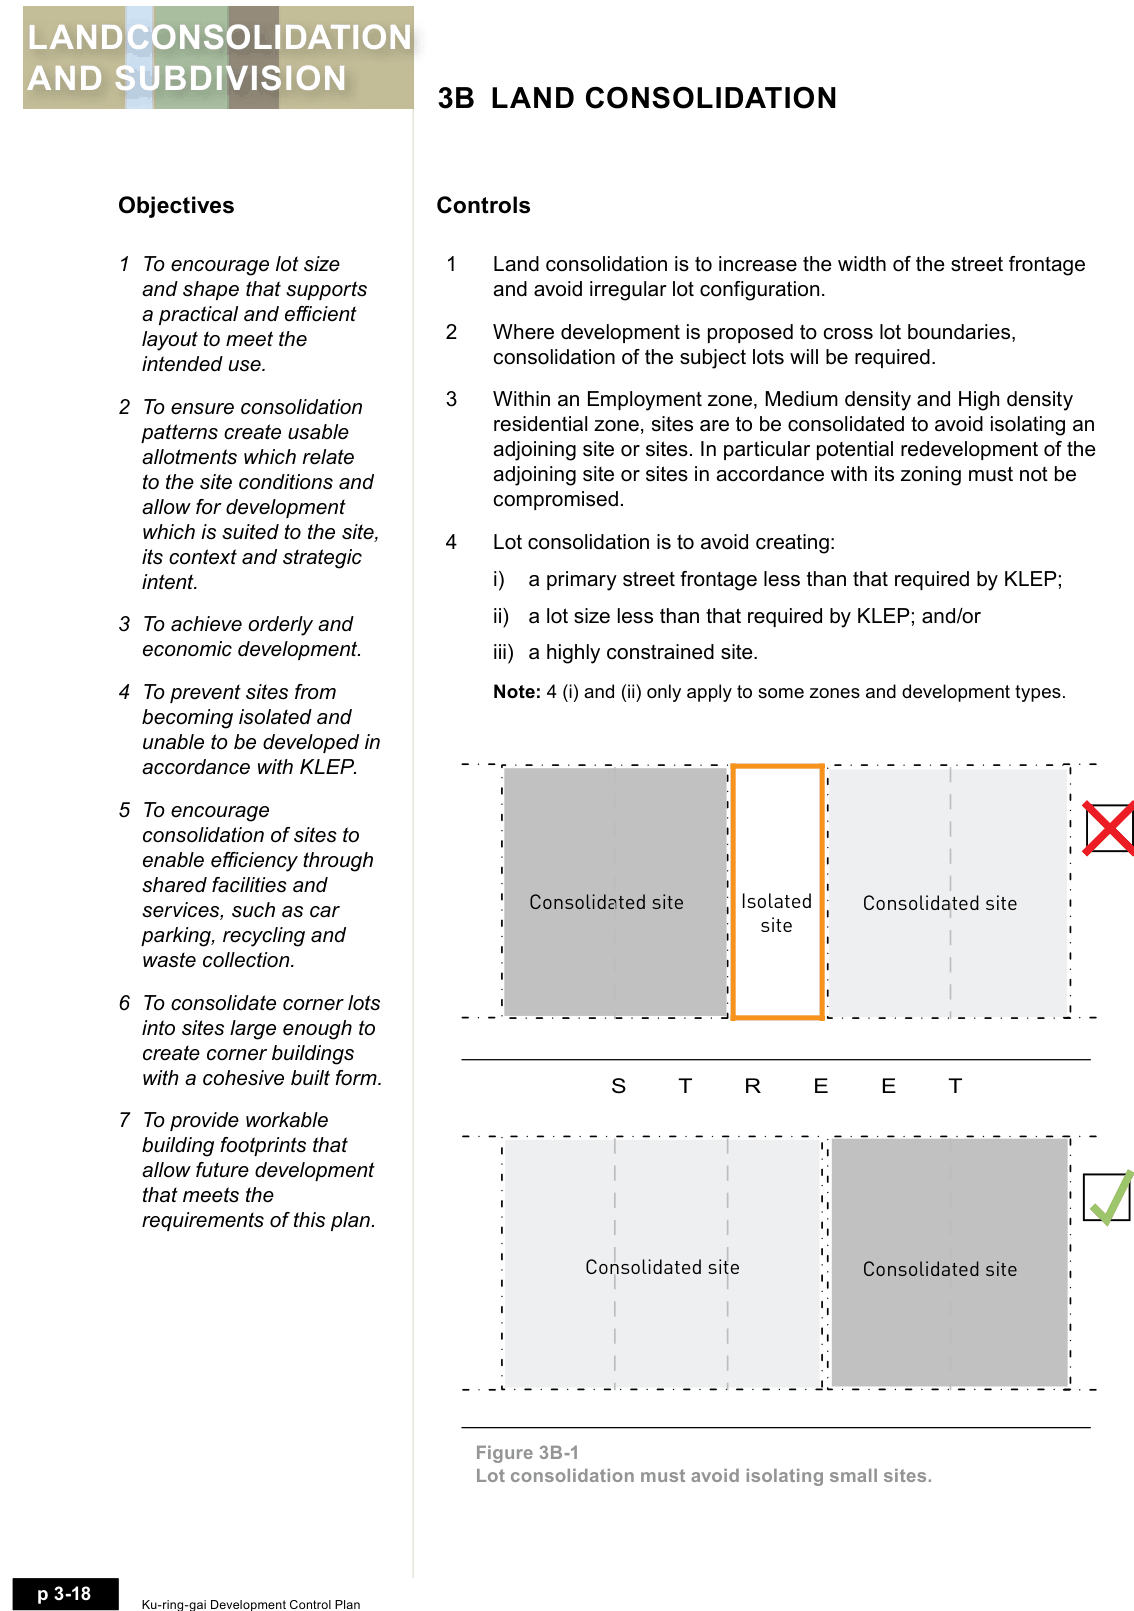 LANDCONSOLIDATION
AND SUBDIVISION
3B LAND CONSOLIDATION
Objectives
1 To encourage lot size
and shape that supports
a practical and efficient
layout to meet the
intended use.
2 To ensure consolidation
patterns create usable
allotments which relate
to the site conditions and
allow for development
which is suited to the site,
its context and strategic
intent.
3 To achieve orderly and
economic development.
4 To prevent sites from
becoming isolated and
unable to be developed in
accordance with KLEP.
5 To encourage
consolidation of sites to
enable efficiency through
shared facilities and
services, such as car
parking, recycling and
waste collection.
6 To consolidate corner lots
into sites large enough to
create corner buildings
with a cohesive built form.
7 To provide workable
building footprints that
allow future development
that meets the
requirements of this plan.
Controls
1 Land consolidation is to increase the width of the street frontage
and avoid irregular lot configuration.
2 Where development is proposed to cross lot boundaries,
consolidation of the subject lots will be required.
3 Within an Employment zone, Medium density and High density
residential zone, sites are to be consolidated to avoid isolating an
adjoining site or sites. In particular potential redevelopment of the
adjoining site or sites in accordance with its zoning must not be
compromised.
4 Lot consolidation is to avoid creating:
i) a primary street frontage less than that required by KLEP;
ii) a lot size less than that required by KLEP; and/or
iii) a highly constrained site.
Note: 4 (i) and (ii) only apply to some zones and development types.
Consolidated site
Isolated
site
Consolidated site
S T R E E T
Consolidated site
Consolidated site
Figure 3B-1
Lot consolidation must avoid isolating small sites.
p 3-18
Ku-ring-gai Development Control Plan